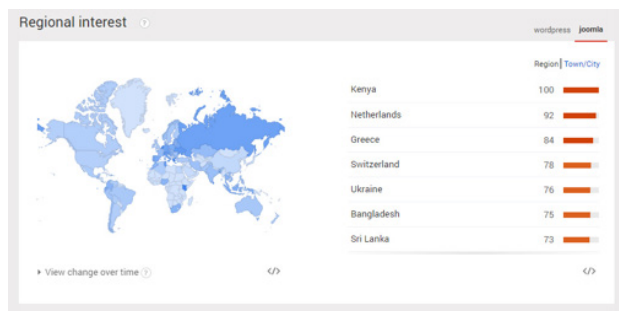 Regional interest ?
wordpress joomla
Region | Town/City
Kenya 100
Netherlands 92
Greece 84
Switzerland 78
Ukraine 76
Bangladesh 75
Sri Lanka 73
View change over time ? </> </>